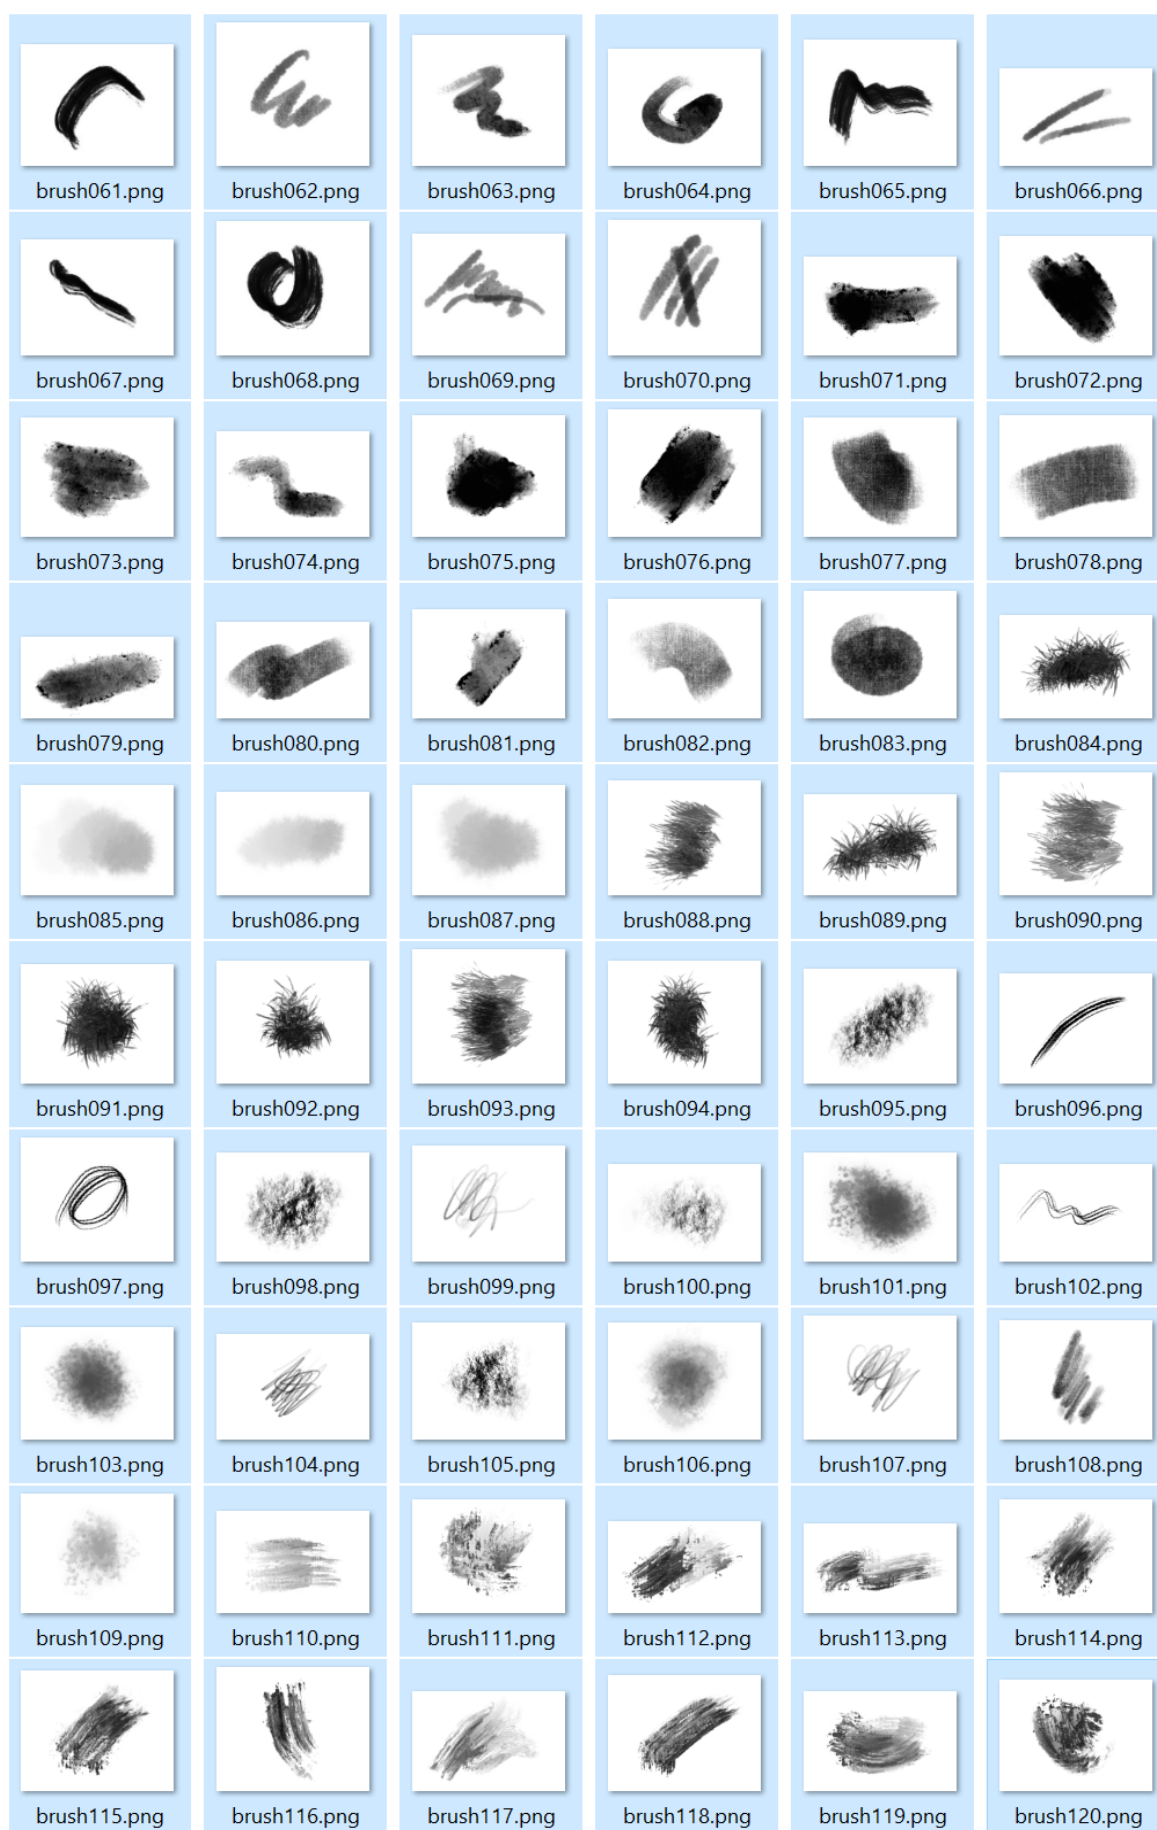 brush061.png brush062.png brush063.png brush064.png brush065.png brush066.png
brush067.png brush068.png brush069.png brush070.png brush071.png brush072.png
brush073.png brush074.png brush075.png brush076.png brush077.png brush078.png
brush079.png brush080.png brush081.png brush082.png brush083.png brush084.png
brush085.png brush086.png brush087.png brush088.png brush089.png brush090.png
brush091.png brush092.png brush093.png brush094.png brush095.png brush096.png
brush097.png brush098.png brush099.png brush100.png brush101.png brush102.png
brush103.png brush104.png brush105.png brush106.png brush107.png brush108.png
brush109.png brush110.png brush111.png brush112.png brush113.png brush114.png
brush115.png brush116.png brush117.png brush118.png brush119.png brush120.png